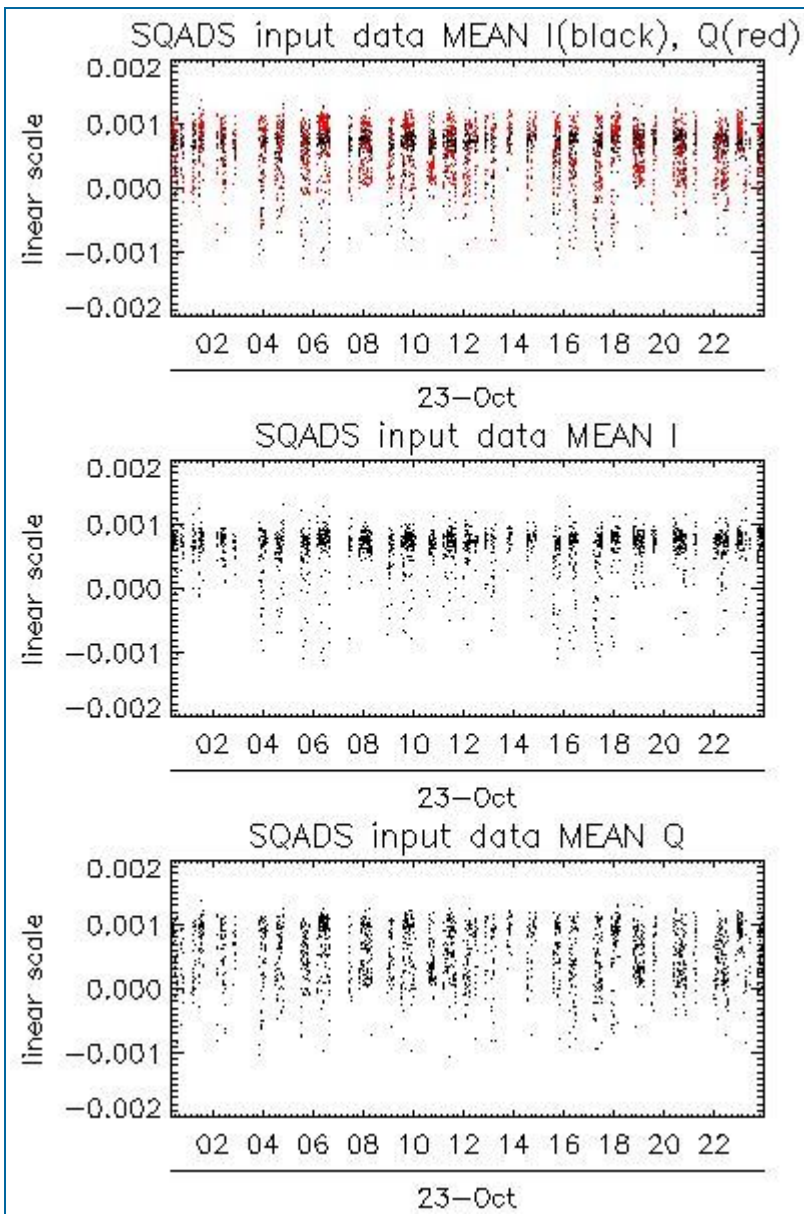 SQADS input data MEAN I(black), Q(red)
0.002
0.001
0.000
−0.001
−0.002
linear scale
02 04 06 08 10 12 14 16 18 20 22
23−Oct
SQADS input data MEAN I
0.002
0.001
0.000
−0.001
−0.002
linear scale
02 04 06 08 10 12 14 16 18 20 22
23−Oct
SQADS input data MEAN Q
0.002
0.001
0.000
−0.001
−0.002
linear scale
02 04 06 08 10 12 14 16 18 20 22
23−Oct